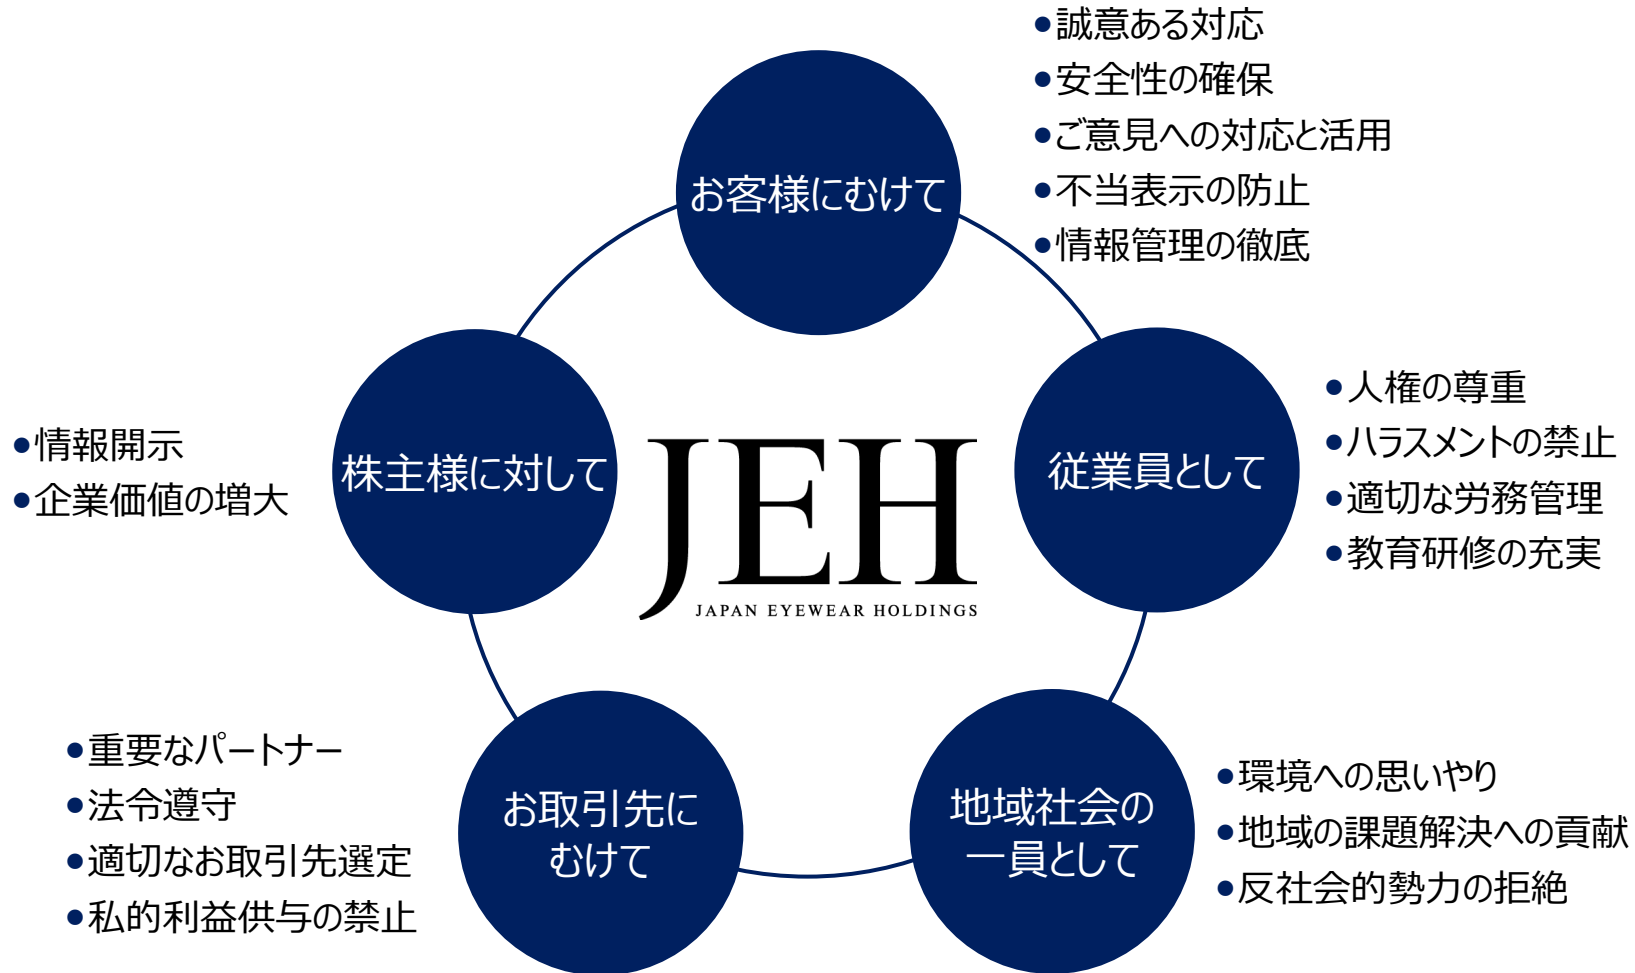 お客様にむけて
•誠意ある対応
•安全性の確保
•ご意見への対応と活用
•不当表示の防止
•情報管理の徹底
従業員として
•人権の尊重
•ハラスメントの禁止
•適切な労務管理
•教育研修の充実
地域社会の
一員として
•環境への思いやり
•地域の課題解決への貢献
•反社会的勢力の拒絶
お取引先に
むけて
•重要なパートナー
•法令遵守
•適切なお取引先選定
•私的利益供与の禁止
株主様に対して
•情報開示
•企業価値の増大
JEH
JAPAN EYEWEAR HOLDINGS